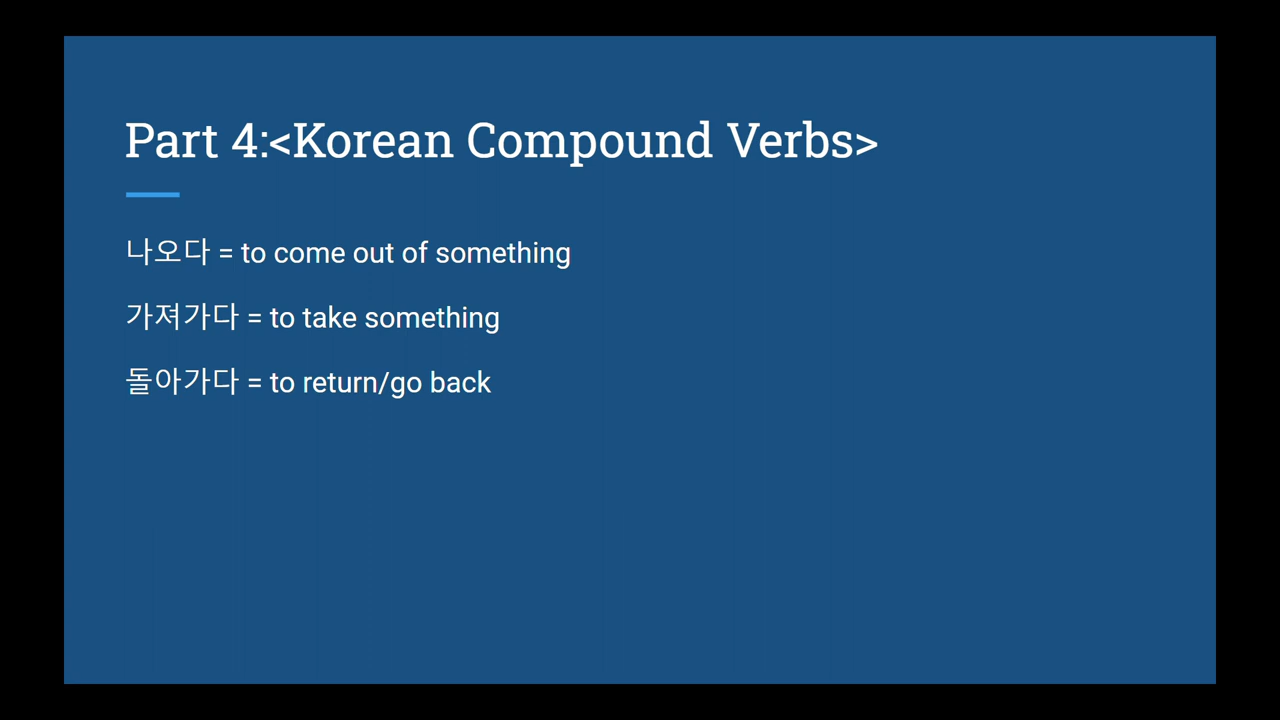 Part 4:<Korean Compound Verbs>
나오다 = to come out of something
가져가다 = to take something
돌아가다 = to return/go back